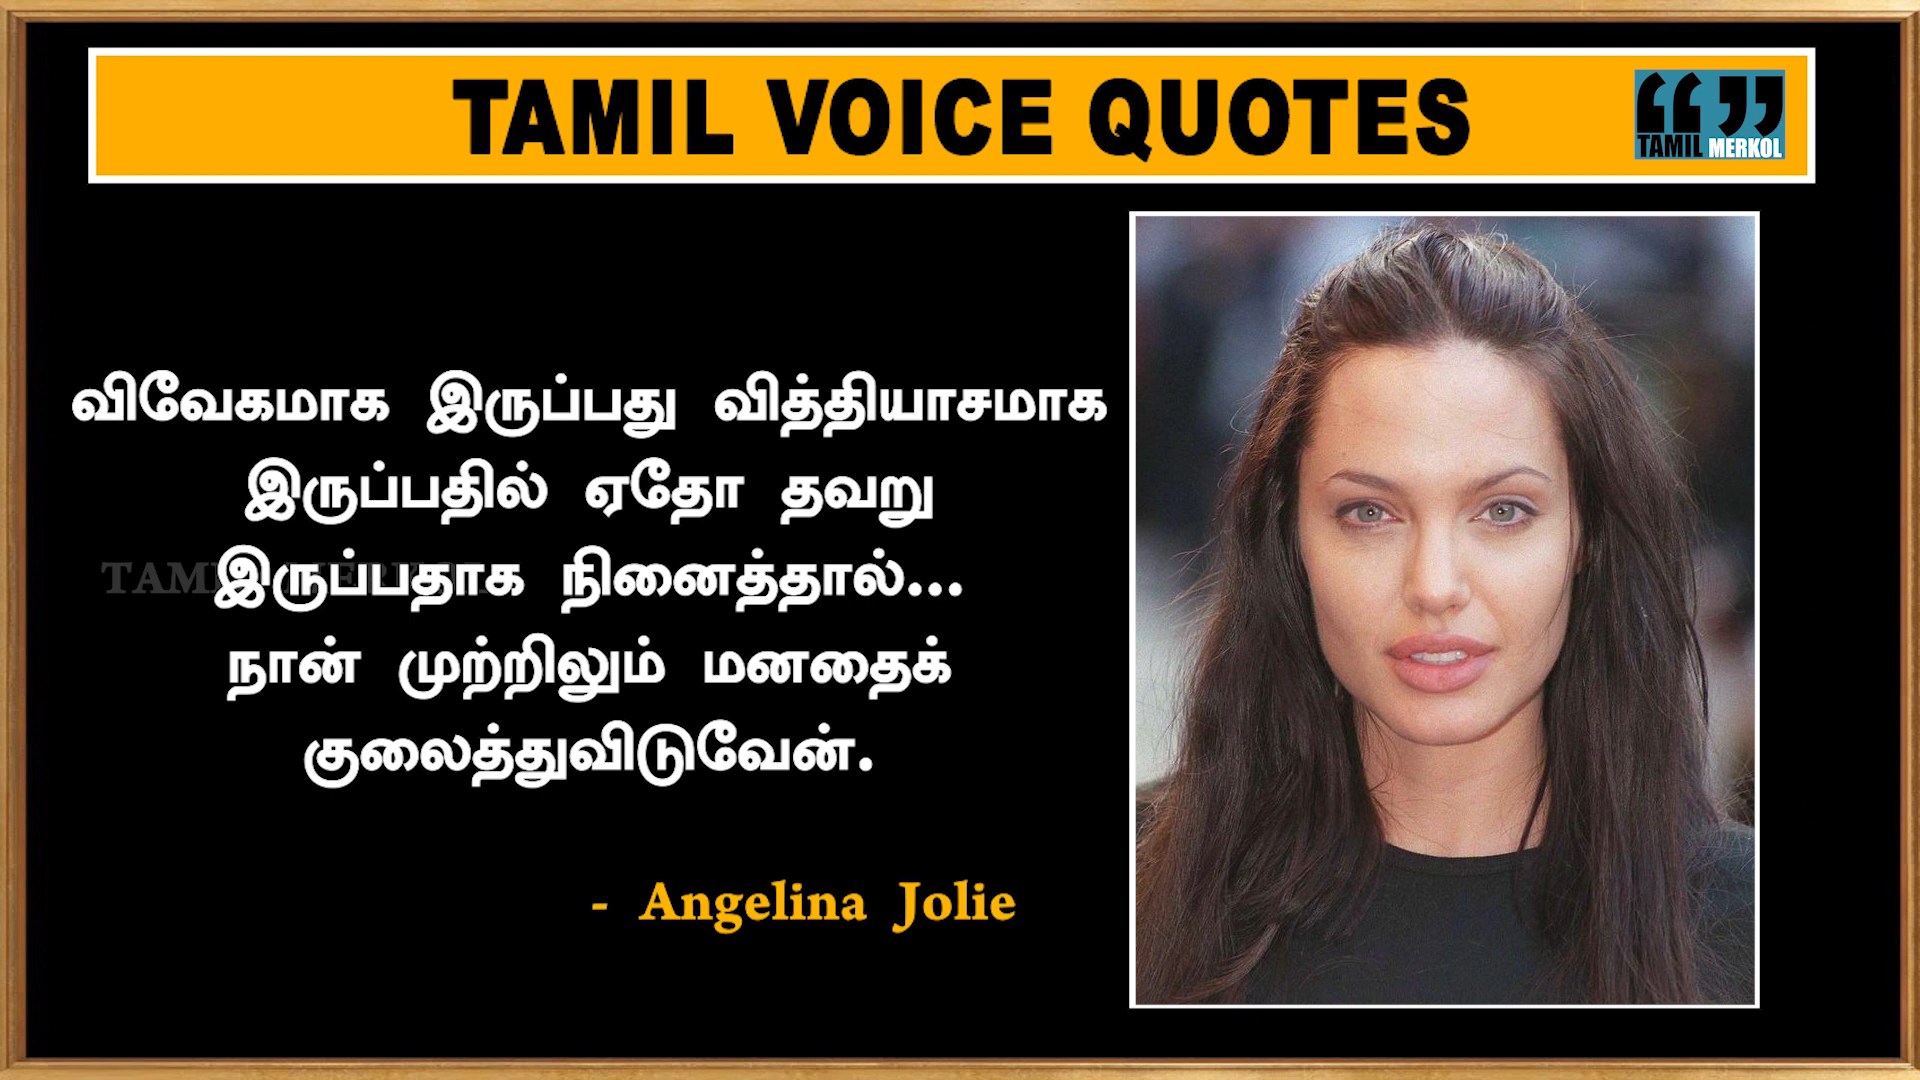 TAMIL VOICE QUOTES
TAMIL MERKOL
விவேகமாக இருப்பது வித்தியாசமாக
இருப்பதில் ஏதோ தவறு
இருப்பதாக நினைத்தால்...
நான் முற்றிலும் மனதைக்
குலைத்துவிடுவேன்.
- Angelina Jolie